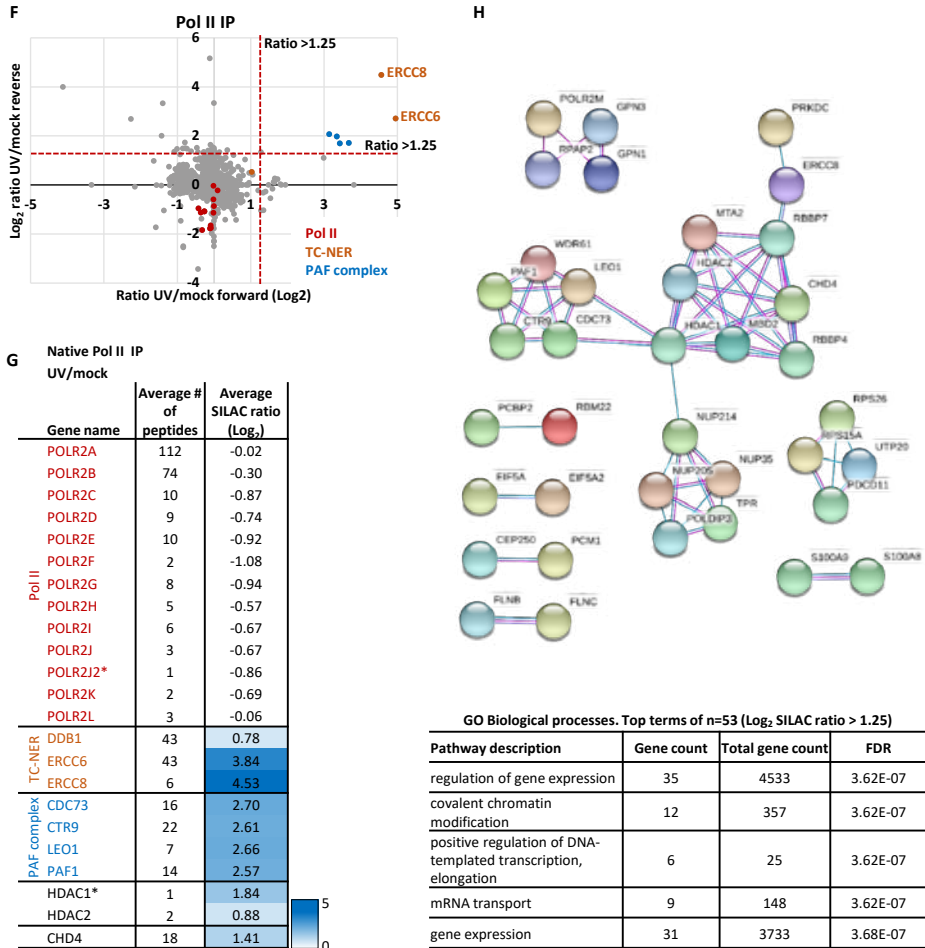 F
Pol II IP
Ratio >1.25
ERCC8
ERCC6
Ratio >1.25
6
4
2
0
-2
-4
-5
-3
-1
1
3
5
Log2 ratio UV/mock reverse
Ratio UV/mock forward (Log2)
Pol II
TC-NER
PAF complex
G
Native Pol II IP
UV/mock
Gene name
Average # of peptides
Average SILAC ratio (Log2)
Pol II
POLR2A 112 -0.02
POLR2B 74 -0.30
POLR2C 10 -0.87
POLR2D 9 -0.74
POLR2E 10 -0.92
POLR2F 2 -1.08
POLR2G 8 -0.94
POLR2H 5 -0.57
POLR2I 6 -0.67
POLR2J 3 -0.67
POLR2J2* 1 -0.86
POLR2K 2 -0.69
POLR2L 3 -0.06
TC-NER
DDB1 43 0.78
ERCC6 43 3.84
ERCC8 6 4.53
PAF complex
CDC73 16 2.70
CTR9 22 2.61
LEO1 7 2.66
PAF1 14 2.57
HDAC1* 1 1.84
HDAC2 2 0.88
CHD4 18 1.41
5
0
H
POLR2M
GPN3
RPAP2
GPN1
PRKDC
ERCC8
MTA2
RBBP7
HDAC2
CHD4
HDAC1
MBD2
RBBP4
WDR61
PAF1
LEO1
CTR9
CDC73
PCBP2
RBM22
NUP214
RPS26
RPS15A
UTP20
PDCD11
EIF5A
EIF5A2
NUP205
NUP35
TPR
POLDIP3
CEP250
PCM1
S100A9
S100A8
FLNB
FLNC
GO Biological processes. Top terms of n=53 (Log2 SILAC ratio > 1.25)
Pathway description Gene count Total gene count FDR
regulation of gene expression 35 4533 3.62E-07
covalent chromatin
modification 12 357 3.62E-07
positive regulation of DNA-
templated transcription,
elongation 6 25 3.62E-07
mRNA transport 9 148 3.62E-07
gene expression 31 3733 3.68E-07